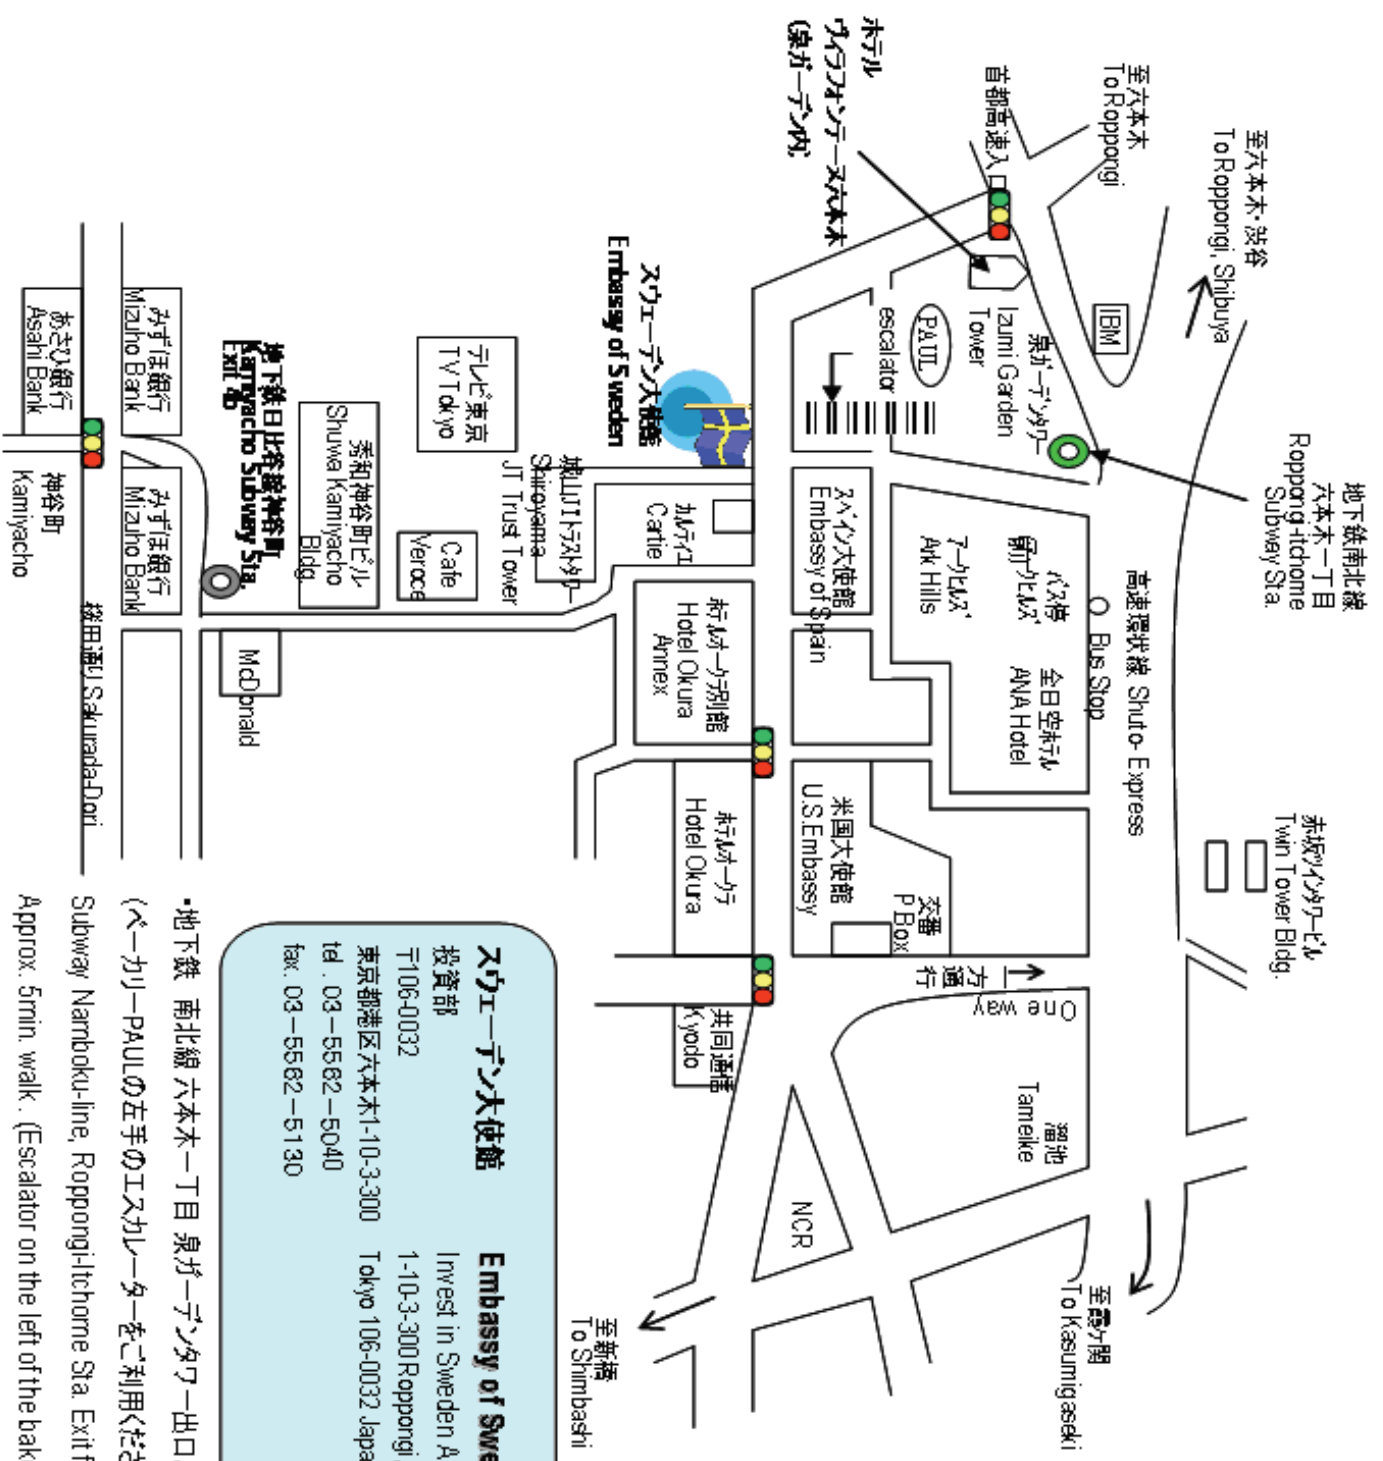 至六本木・渋谷
To Roppongi, Shibuya
至六本木
To Roppongi
首都高速入口
ホテル
ヴィラフォンテーヌ六本木
(泉ガーデン内)
地下鉄南北線
六本木一丁目
Roppongi-itchome
Subway Sta.
IBM
泉ガーデンタワー
Izumi Garden
Tower
PAUL
escalator
高速環状線 Shuto- Express
バス停
Bus Stop
アークヒルズ
Ark Hills
全日空ホテル
ANA Hotel
赤坂ツインタワービル
Twin Tower Bldg.
スウェーデン大使館
Embassy of Sweden
スペイン大使館
Embassy of Spain
米国大使館
U.S.Embassy
交番
P.Box
一方通行
One way
溜池
Tameike
至霞ヶ関
To Kasumigaseki
カルティエ
Cartie
ホテルオークラ別館
Hotel Okura
Annex
ホテルオークラ
Hotel Okura
共同通信
Kyodo
NCR
至新橋
To Shimbashi
城山JTトラストタワー
Shiroyama
JT Trust Tower
テレビ東京
TV Tokyo
Cafe
Veroce
秀和神谷町ビル
Shuwa Kamiyacho
Bldg.
地下鉄日比谷線神谷町
Kamiyacho Subway Sta.
Exit 4b
McDonald
みずほ銀行
Mizuho Bank
みずほ銀行
Mizuho Bank
あさひ銀行
Asahi Bank
神谷町
Kamiyacho
桜田通り Sakurada-Dori
スウェーデン大使館
投資部
〒106-0032
東京都港区六本木1-10-3-300
tel . 03-5562-5040
fax. 03-5562-5130
Embassy of Swe
Invest in Sweden A
1-10-3-300 Roppongi
Tokyo 106-0032 Japa
・地下鉄 南北線 六本木一丁目 泉ガーデンタワー出口
(ベーカリーPAULの左手のエスカレーターをご利用くださ
Subway Namboku-line, Roppongi-Itchome Sta. Exit f
Approx. 5min. walk . (Escalator on the left of the bak